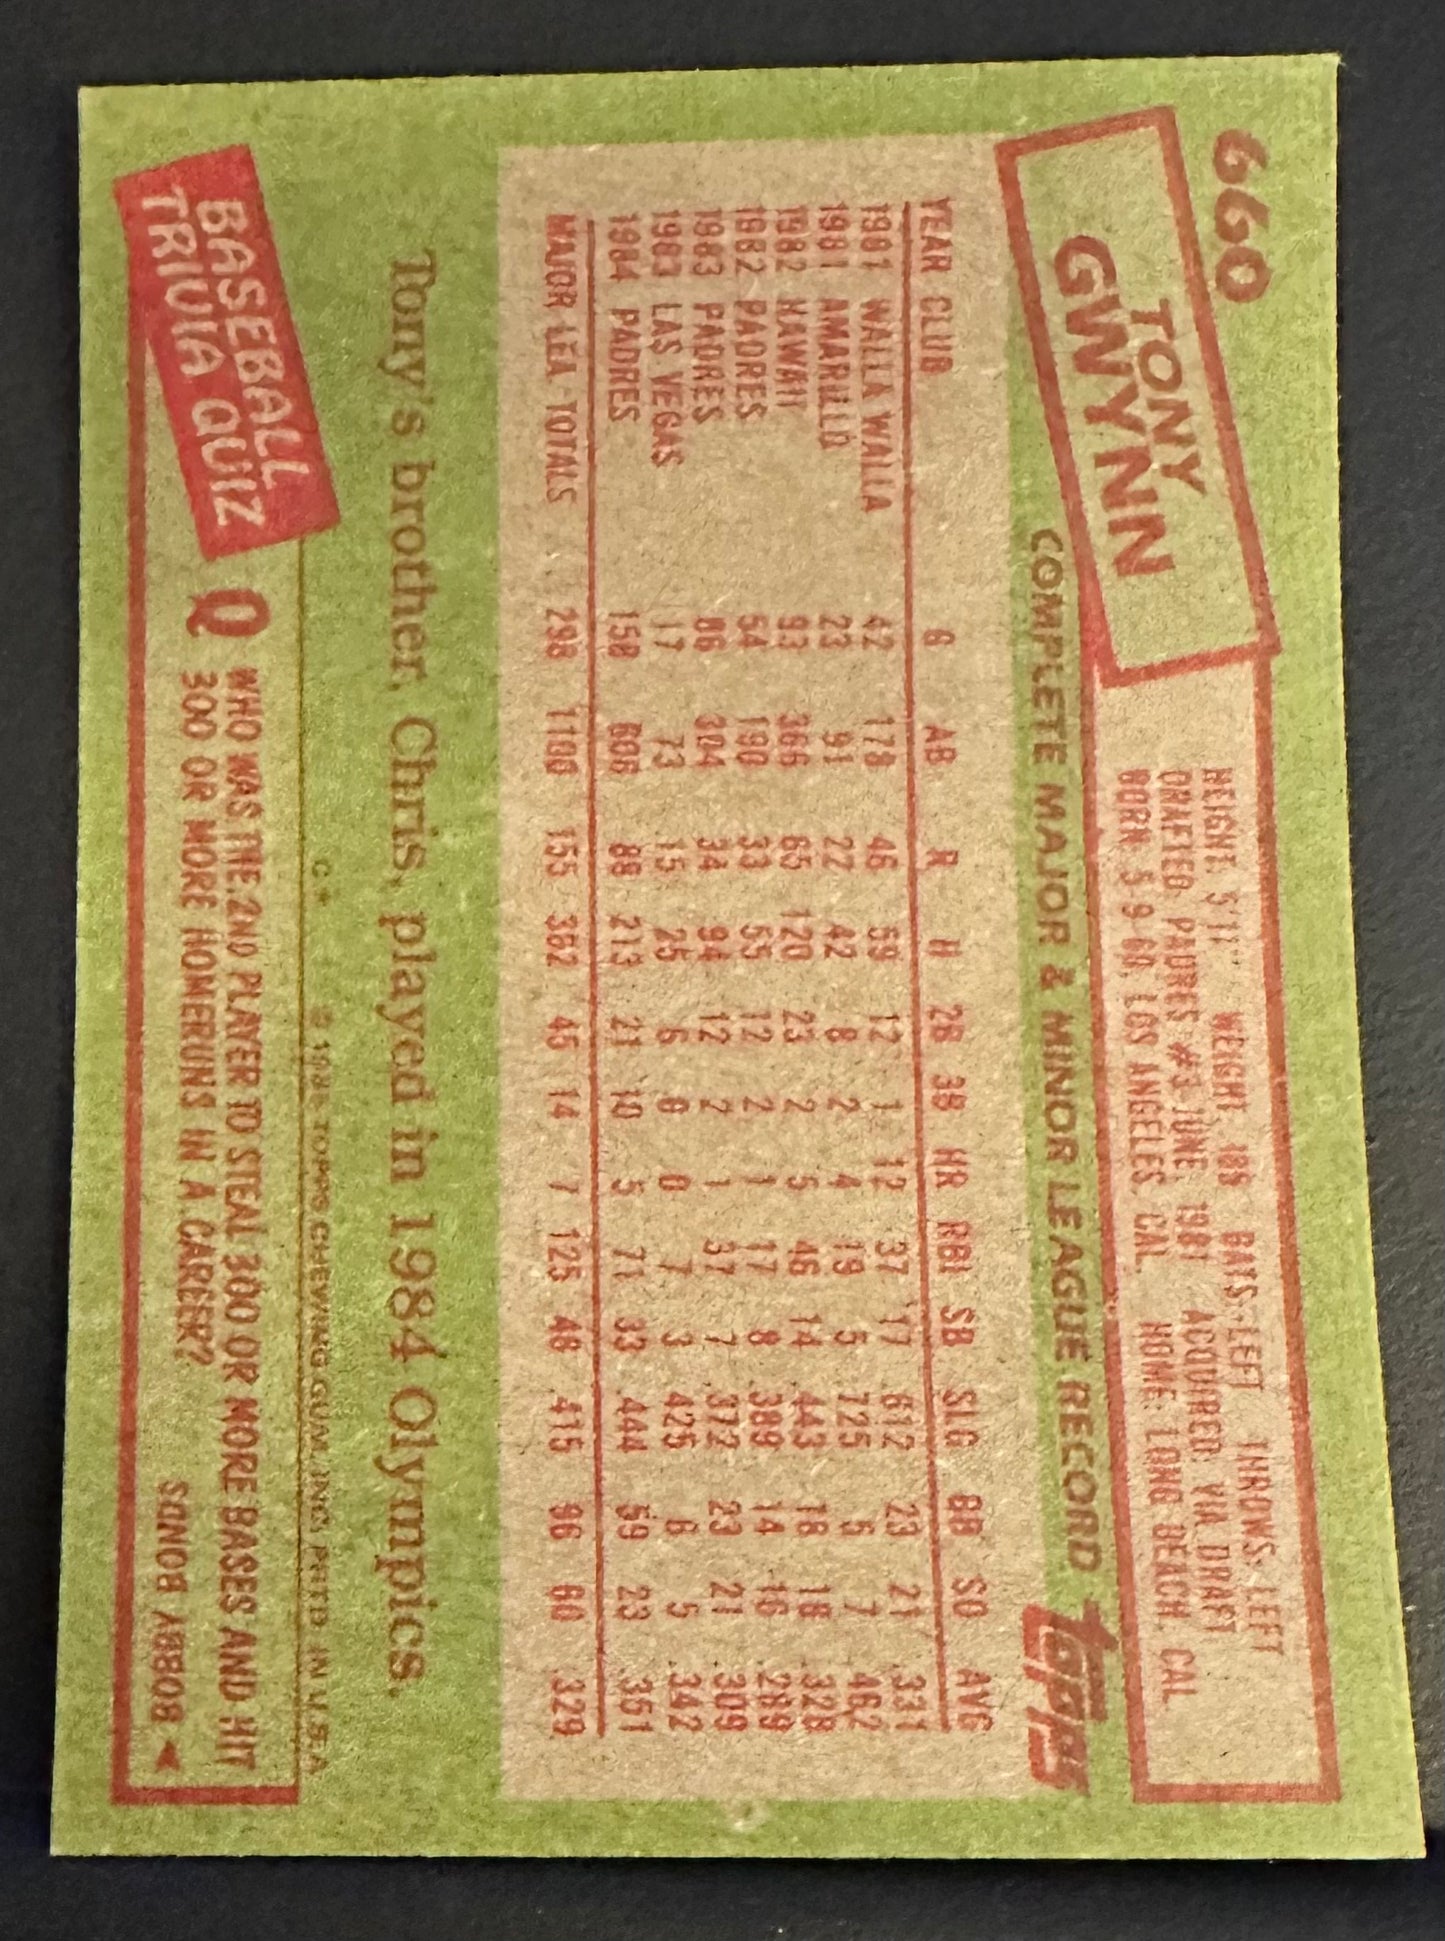 660
TONY
GWYNN
HEIGHT: 5'11" WEIGHT: 185 BATS: LEFT THROWS: LEFT
DRAFTED: PADRES #3-JUNE, 1981 ACQUIRED: VIA DRAFT
BORN: 5-9-60, LOS ANGELES, CAL. HOME: LONG BEACH, CAL.
COMPLETE MAJOR & MINOR LEAGUE RECORD
Topps
YEAR CLUB G AB R H 2B 3B HR RBI SB SLG BB SO AVG
1981 WALLA WALLA 42 178 46 59 12 1 12 37 17 .612 23 21 .331
1981 AMARILLO 23 91 22 42 8 2 4 19 5 .725 5 7 .462
1982 HAWAII 93 366 65 120 23 2 5 46 14 .443 18 18 .328
1982 PADRES 54 190 33 55 12 2 1 17 8 .389 14 16 .289
1983 PADRES 86 304 34 94 12 2 1 37 7 .372 23 21 .309
1983 LAS VEGAS 17 73 15 25 6 0 0 7 3 .425 6 5 .342
1984 PADRES 158 606 88 213 21 10 5 71 33 .444 59 23 .351
MAJOR LEA. TOTALS 298 1100 155 362 45 14 7 125 48 .415 96 60 .329
Tony's brother, Chris, played in 1984 Olympics.
C* © 1985 TOPPS CHEWING GUM, INC. PRTD. IN U.S.A.
BASEBALL
TRIVIA QUIZ
Q WHO WAS THE 2ND PLAYER TO STEAL 300 OR MORE BASES AND HIT
300 OR MORE HOMERUNS IN A CAREER?
BOBBY BONDS